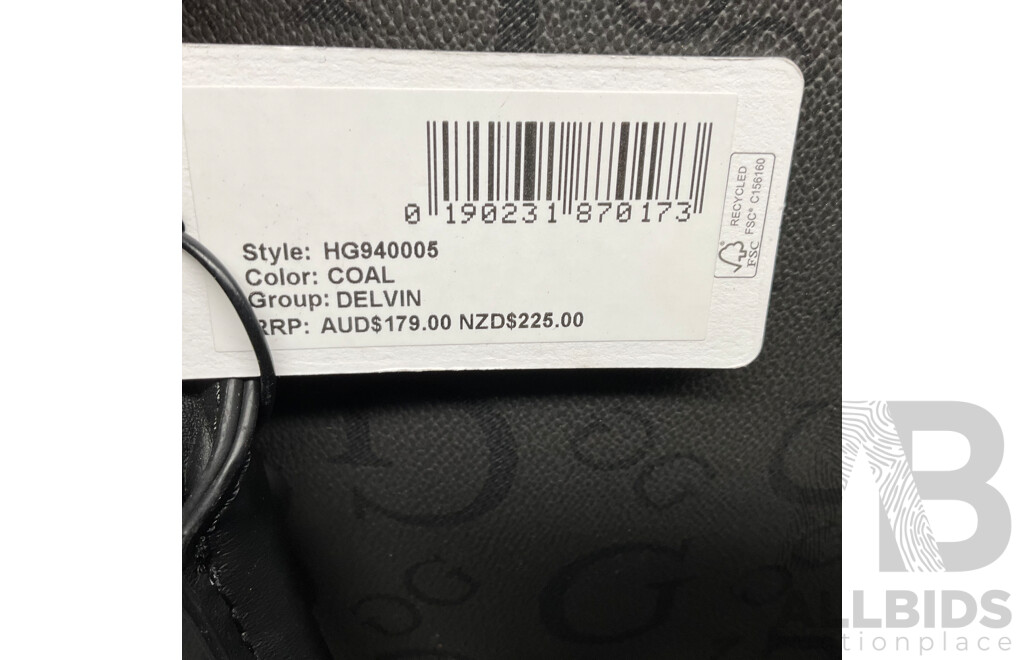 0 190231 870173
Style: HG940005
Color: COAL
Group: DELVIN
RRP: AUD$179.00 NZD$225.00
RECYCLED
FSC® C156160
FSC
G
G
G
G
G
AB
ALLBIDS
auctionplace